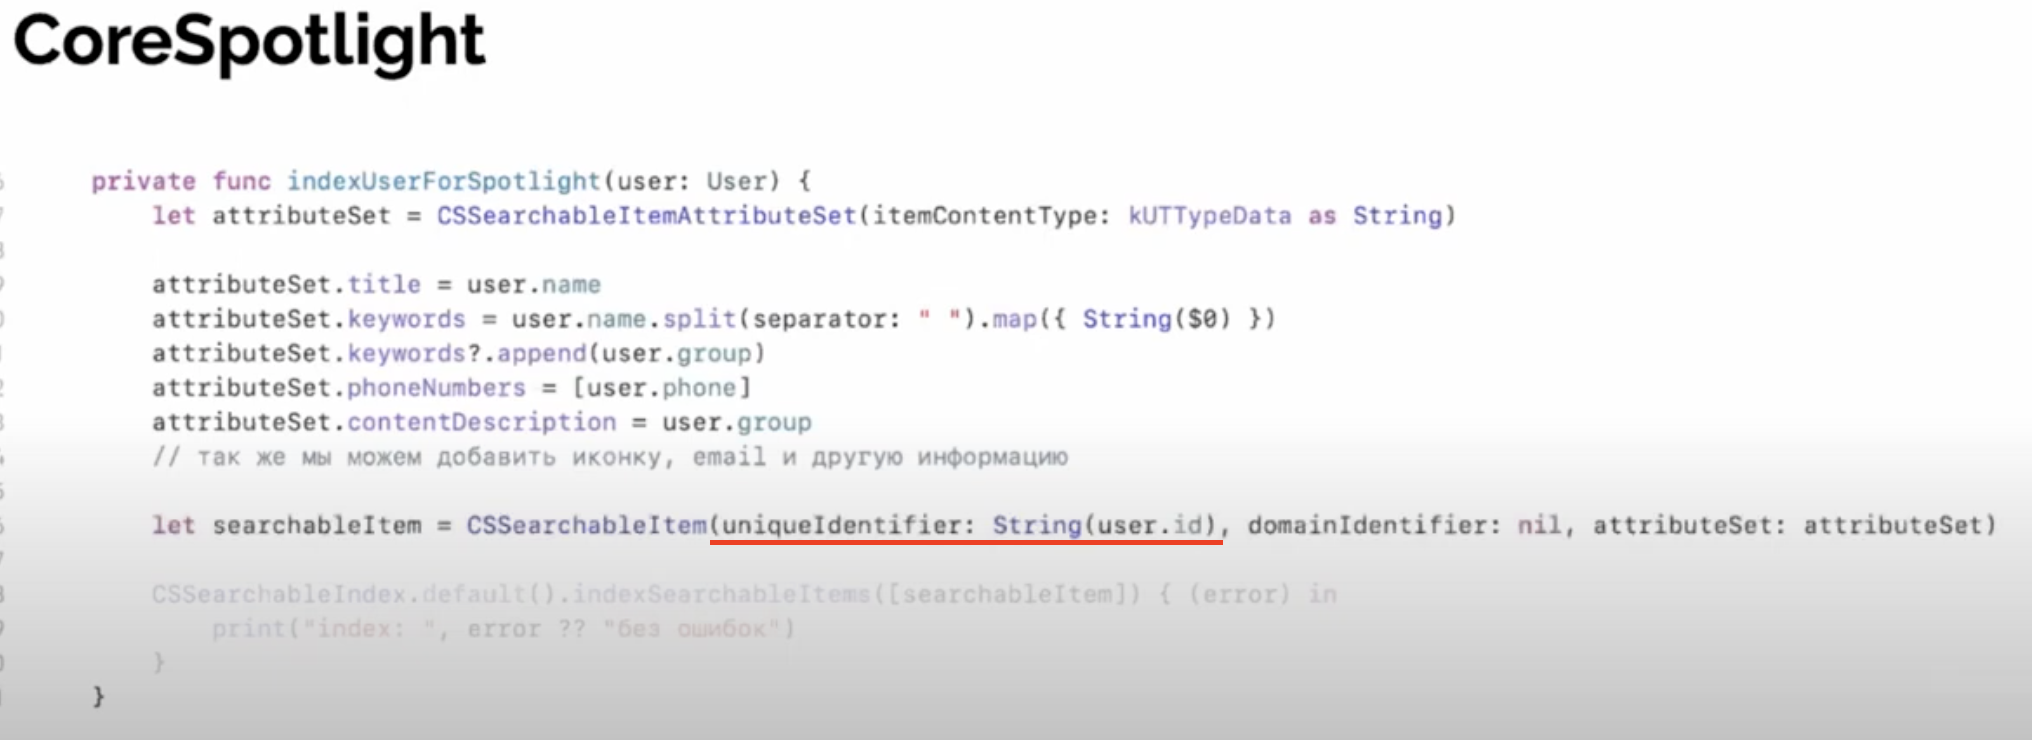 CoreSpotlight
private func indexUserForSpotlight(user: User) {
let attributeSet = CSSearchableItemAttributeSet(itemContentType: kUTTypeData as String)
attributeSet.title = user.name
attributeSet.keywords = user.name.split(separator: " ").map({ String($0) })
attributeSet.keywords?.append(user.group)
attributeSet.phoneNumbers = [user.phone]
attributeSet.contentDescription = user.group
// так же мы можем добавить иконку, email и другую информацию
let searchableItem = CSSearchableItem(uniqueIdentifier: String(user.id), domainIdentifier: nil, attributeSet: attributeSet)
CSSearchableIndex.default().indexSearchableItems([searchableItem]) { (error) in
print("index: ", error ?? "без ошибок")
}
}